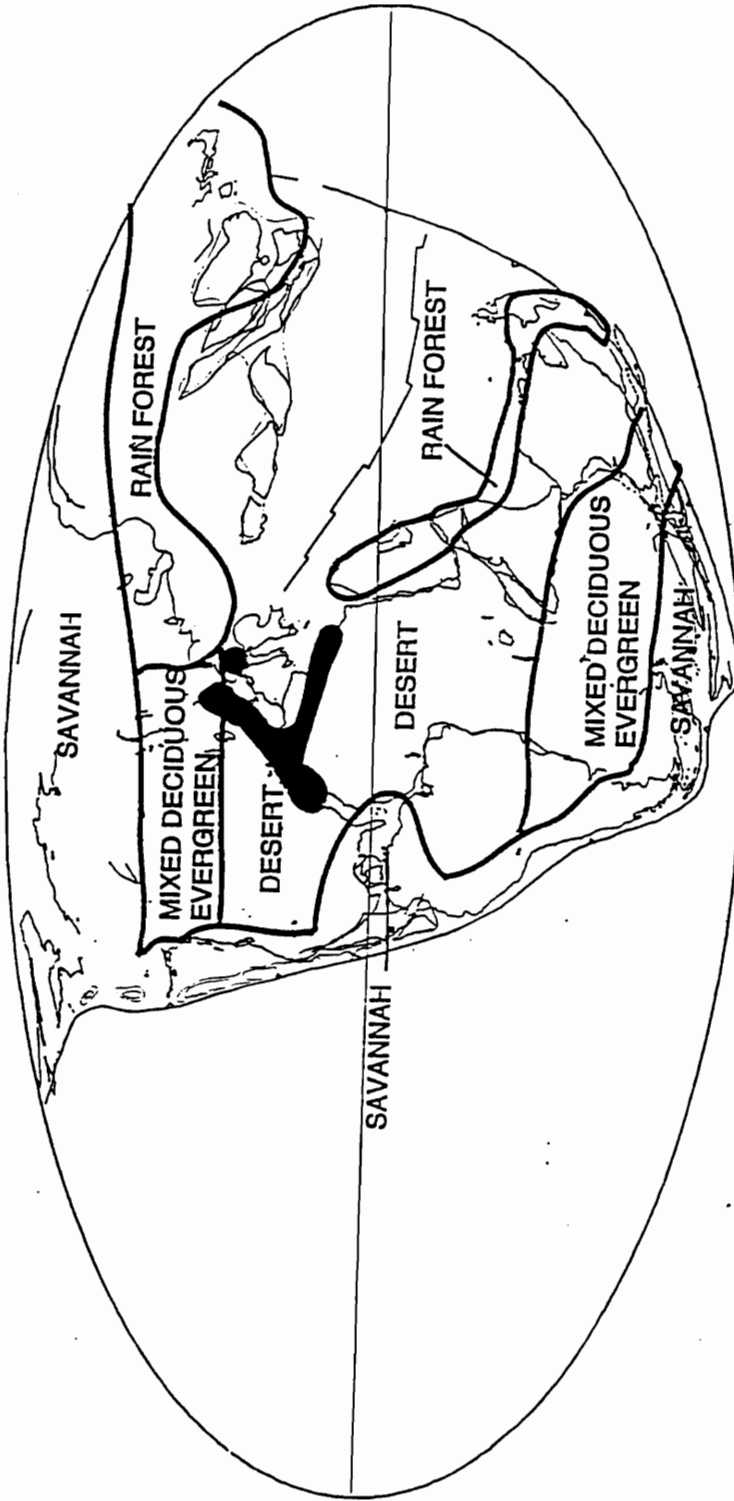 SAVANNAH
RAIN FOREST
MIXED DECIDUOUS
EVERGREEN
DESERT
RAIN FOREST
DESERT
SAVANNAH
MIXED DECIDUOUS
EVERGREEN
SAVANNAH